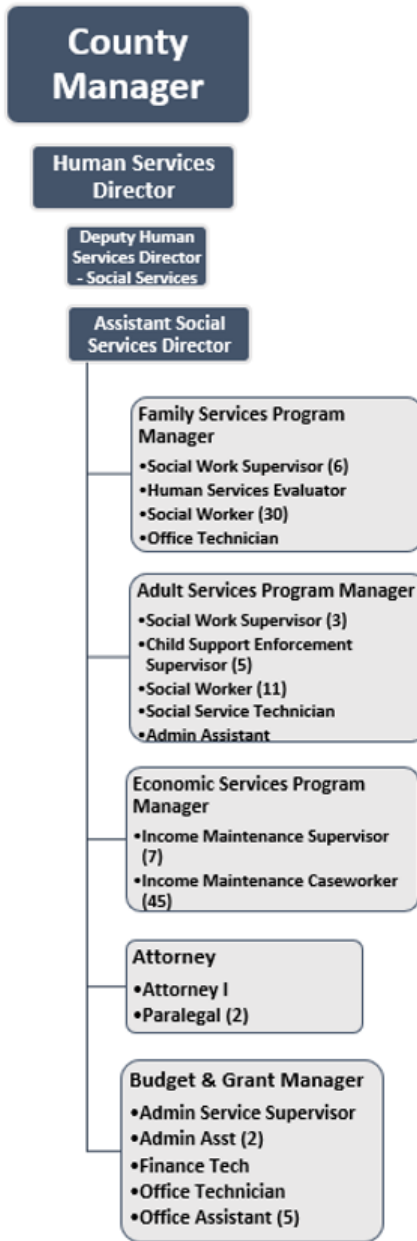 County
Manager
Human Services
Director
Deputy Human
Services Director
- Social Services
Assistant Social
Services Director
Family Services Program
Manager
•Social Work Supervisor (6)
•Human Services Evaluator
•Social Worker (30)
•Office Technician
Adult Services Program Manager
•Social Work Supervisor (3)
•Child Support Enforcement
Supervisor (5)
•Social Worker (11)
•Social Service Technician
•Admin Assistant
Economic Services Program
Manager
•Income Maintenance Supervisor
(7)
•Income Maintenance Caseworker
(45)
Attorney
•Attorney I
•Paralegal (2)
Budget & Grant Manager
•Admin Service Supervisor
•Admin Asst (2)
•Finance Tech
•Office Technician
•Office Assistant (5)